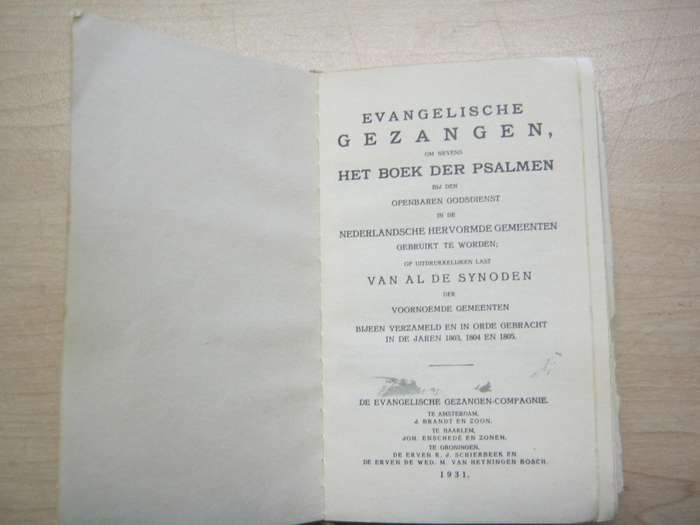 EVANGELISCHE
GEZANGEN,
OM NEVENS
HET BOEK DER PSALMEN
BIJ DEN
OPENBAREN GODSDIENST
IN DE
NEDERLANDSCHE HERVORMDE GEMEENTEN
GEBRUIKT TE WORDEN;
OP UITDRUKKELIJKEN LAST
VAN AL DE SYNODEN
DER
VOORNOEMDE GEMEENTEN
BIJEEN VERZAMELD EN IN ORDE GEBRACHT
IN DE JAREN 1803, 1804 EN 1805.
DE EVANGELISCHE GEZANGEN-COMPAGNIE.
TE AMSTERDAM,
J. BRANDT EN ZOON,
TE HAARLEM,
JOH. ENSCHEDÉ EN ZONEN,
TE GRONINGEN,
DE ERVEN R. J. SCHIERBEEK EN
DE ERVEN DE WED. M. VAN HEYNINGEN BOSCH.
1931.